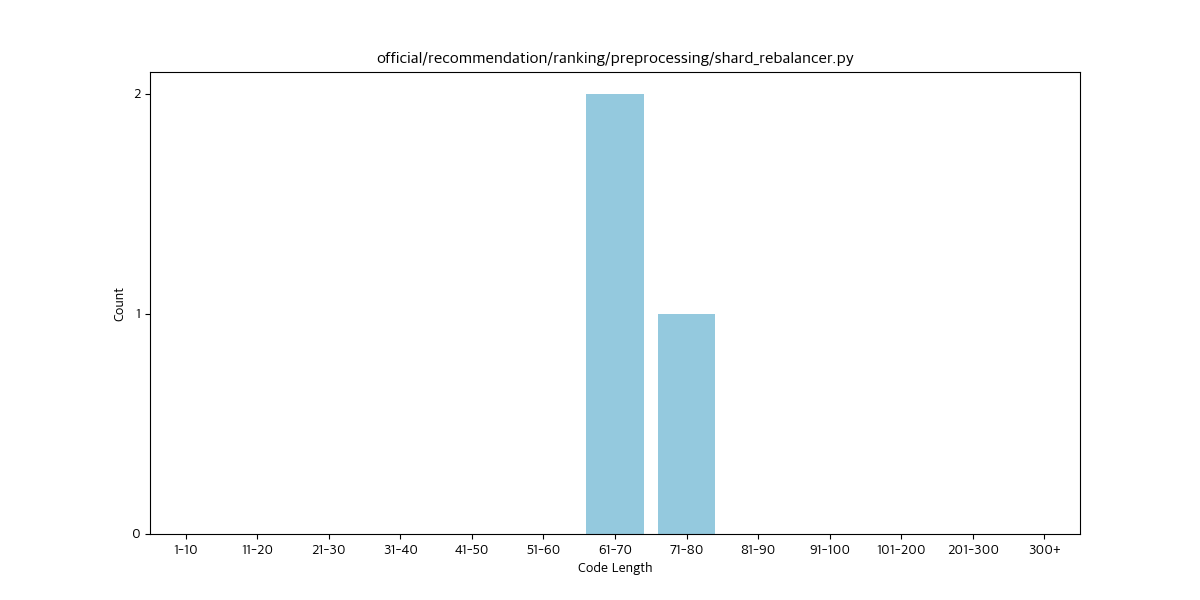 official/recommendation/ranking/preprocessing/shard_rebalancer.py
2
1
0
Count
1-10 11-20 21-30 31-40 41-50 51-60 61-70 71-80 81-90 91-100 101-200 201-300 300+
Code Length